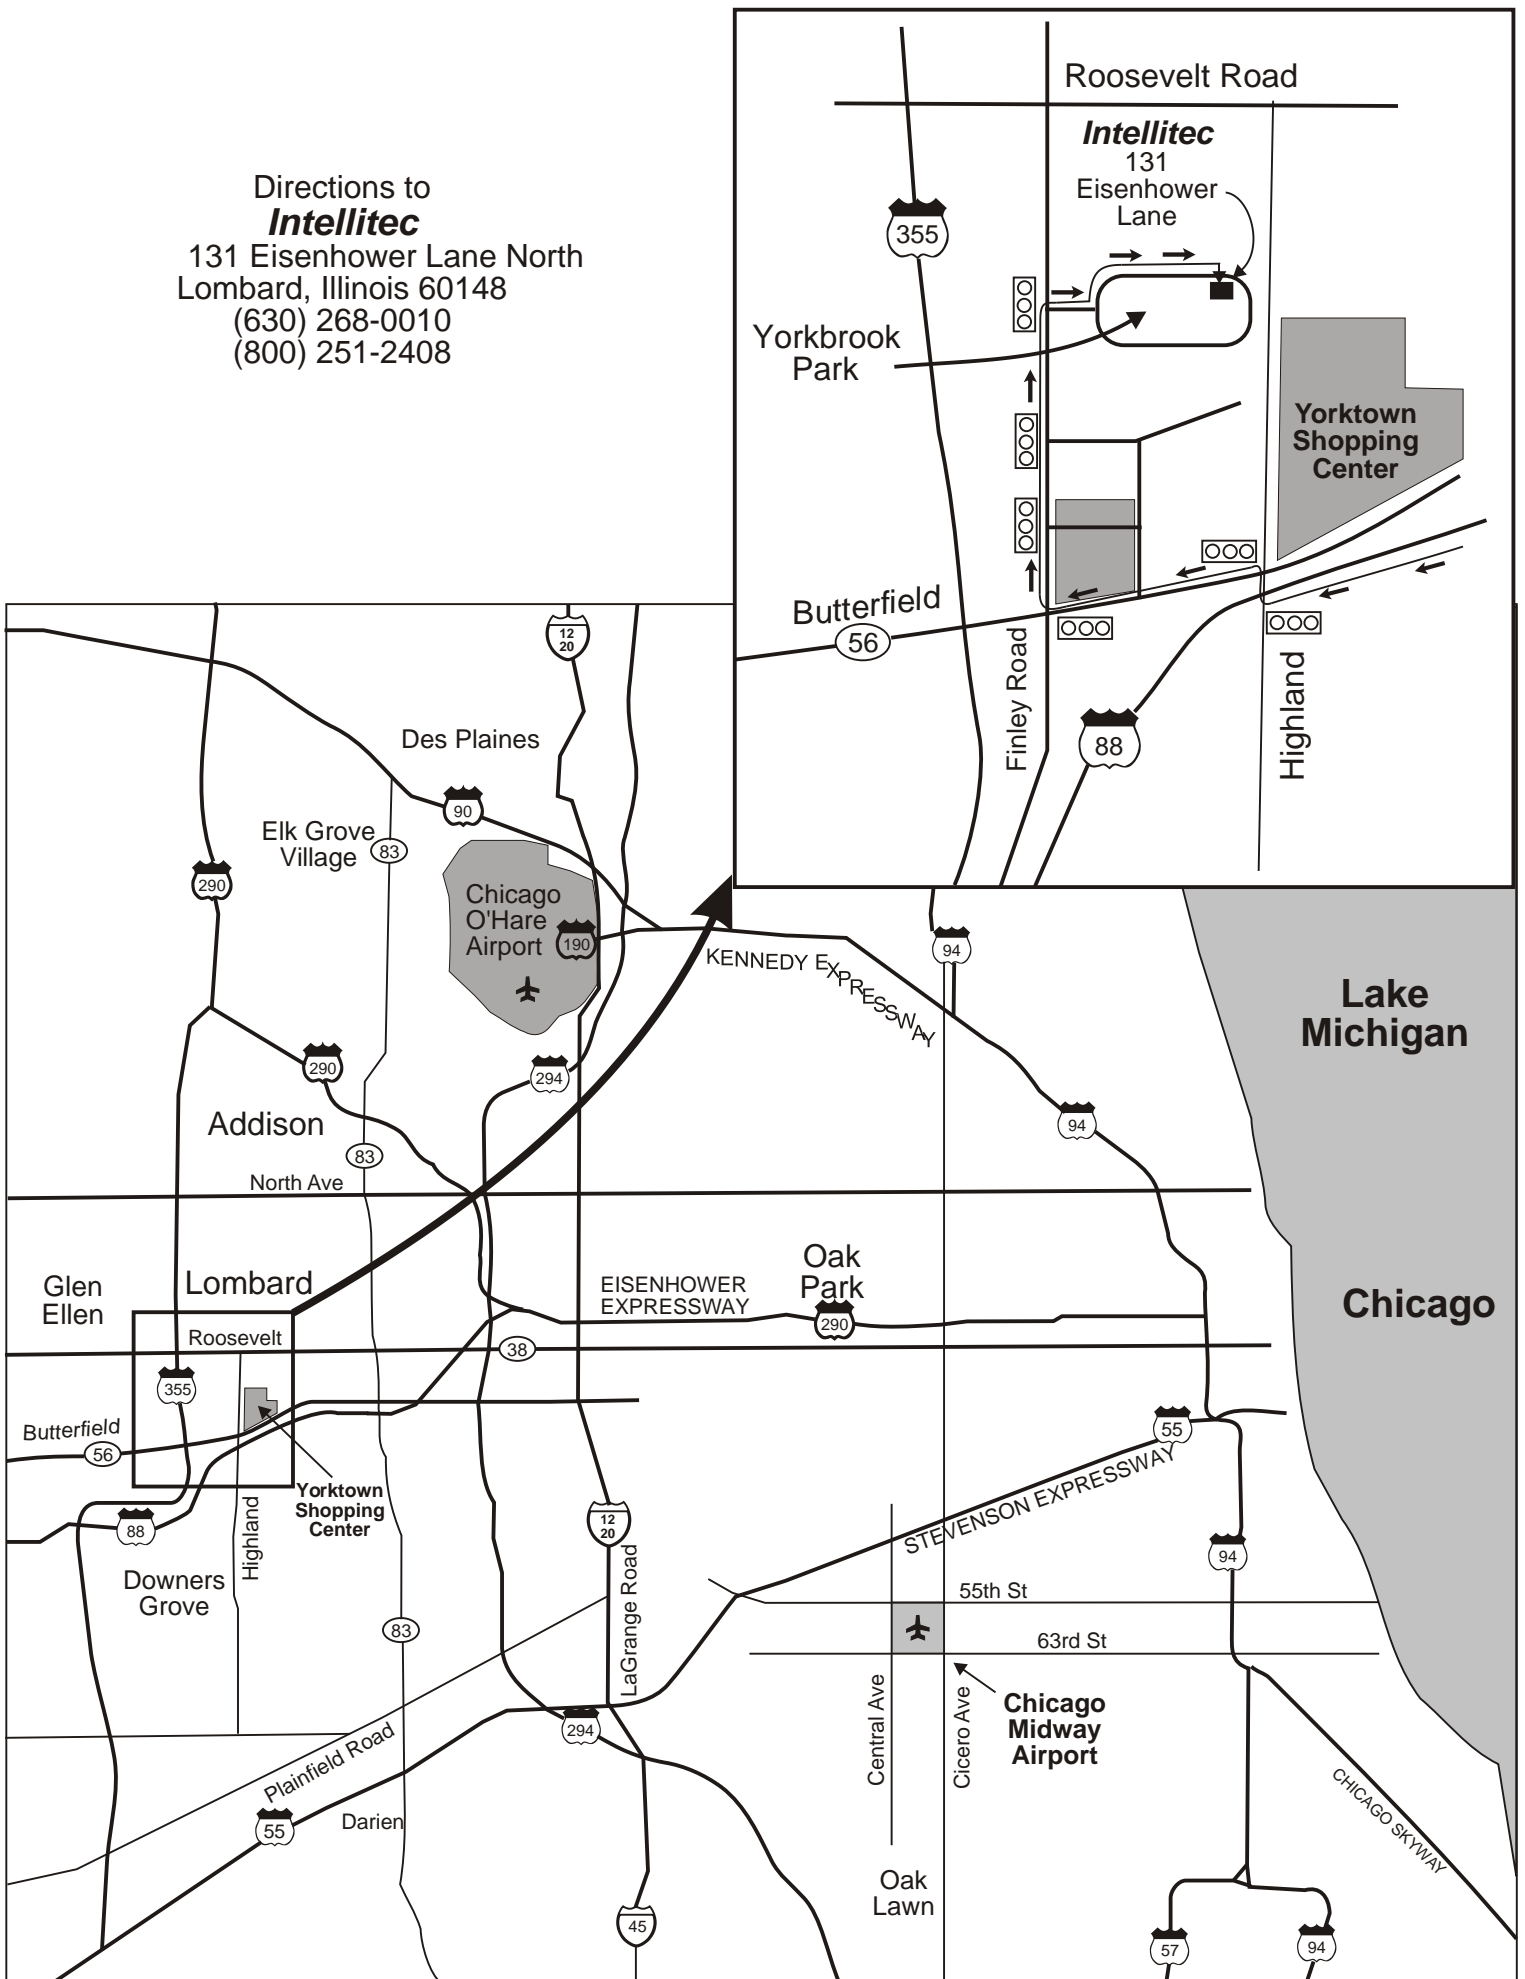 Directions to
Intellitec
131 Eisenhower Lane North
Lombard, Illinois 60148
(630) 268-0010
(800) 251-2408
Roosevelt Road
Intellitec
131
Eisenhower
Lane
355
Yorkbrook
Park
Yorktown
Shopping
Center
Butterfield
56
Finley Road
88
Highland
12
20
Des Plaines
90
Elk Grove
Village
83
290
Chicago
O'Hare
Airport
190
KENNEDY EXPRESSWAY
94
Lake
Michigan
290
294
Addison
94
83
North Ave
Glen
Ellen
Lombard
EISENHOWER
EXPRESSWAY
Oak
Park
290
Chicago
Roosevelt
38
355
Butterfield
56
55
STEVENSON EXPRESSWAY
Yorktown
Shopping
Center
88
Highland
12
20
94
Downers
Grove
LaGrange Road
55th St
83
63rd St
Central Ave
Cicero Ave
Chicago
Midway
Airport
294
Plainfield Road
55
Darien
CHICAGO SKYWAY
Oak
Lawn
45
57
94